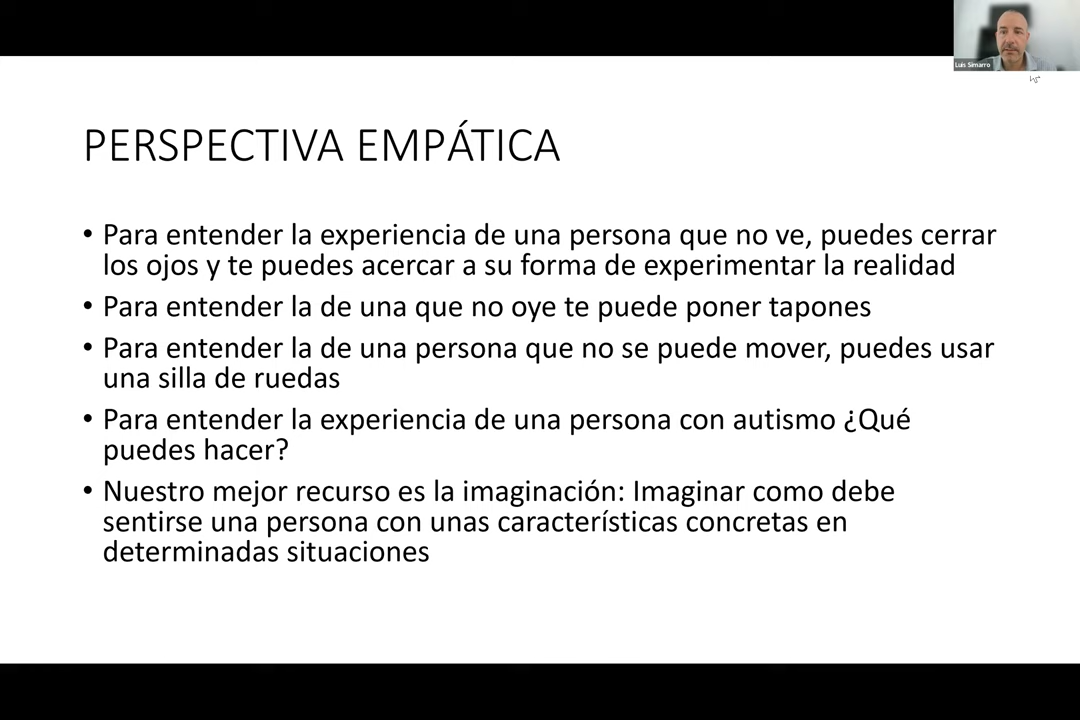 Luis Simarro
PERSPECTIVA EMPÁTICA
• Para entender la experiencia de una persona que no ve, puedes cerrar
los ojos y te puedes acercar a su forma de experimentar la realidad
• Para entender la de una que no oye te puede poner tapones
• Para entender la de una persona que no se puede mover, puedes usar
una silla de ruedas
• Para entender la experiencia de una persona con autismo ¿Qué
puedes hacer?
• Nuestro mejor recurso es la imaginación: Imaginar como debe
sentirse una persona con unas características concretas en
determinadas situaciones